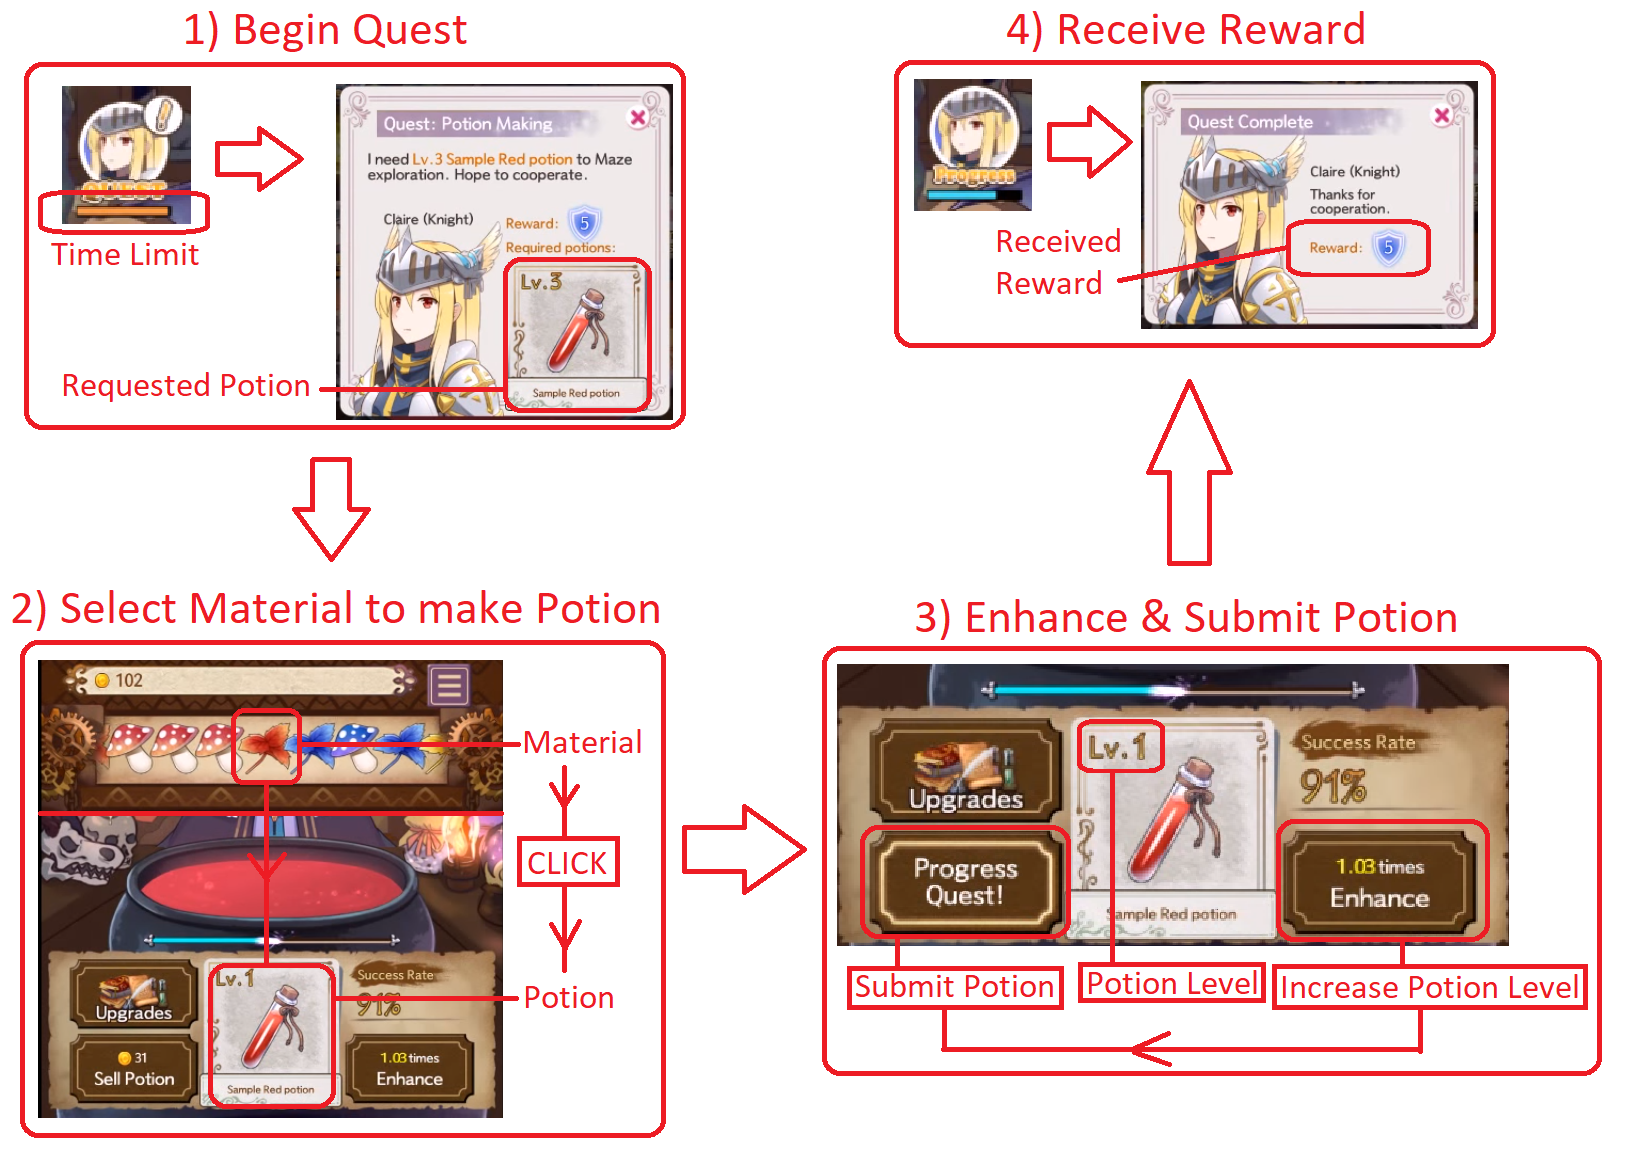 1) Begin Quest
QUEST
Time Limit
Quest: Potion Making
I need Lv.3 Sample Red potion to Maze
exploration. Hope to cooperate.
Claire (Knight)
Reward: 5
Required potions:
Lv.3
Sample Red potion
Requested Potion
2) Select Material to make Potion
102
Material
CLICK
Potion
Lv.1
Success Rate
91%
Upgrades
31
Sell Potion
Sample Red potion
1.03 times
Enhance
3) Enhance & Submit Potion
Upgrades
Lv.1
Success Rate
91%
Progress
Quest!
Sample Red potion
1.03 times
Enhance
Submit Potion
Potion Level
Increase Potion Level
4) Receive Reward
Progress
Quest Complete
Claire (Knight)
Thanks for
cooperation.
Reward: 5
Received
Reward